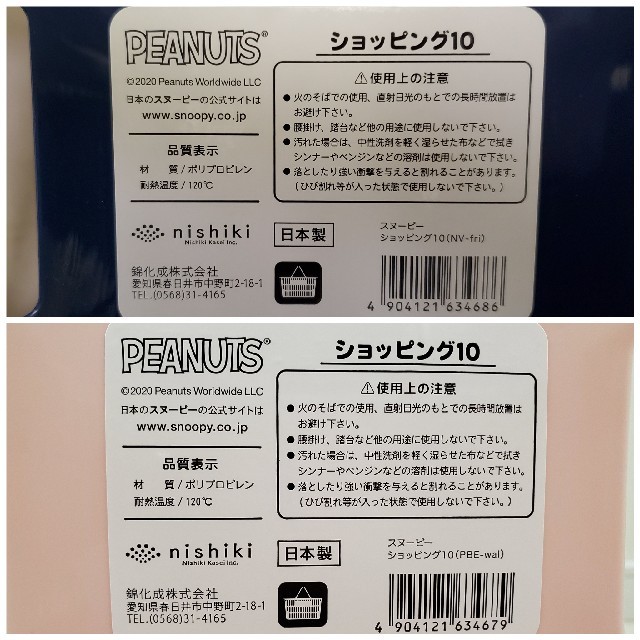 PEANUTS®
©2020 Peanuts Worldwide LLC
日本のスヌーピーの公式サイトは
www.snoopy.co.jp
品質表示
材　質 / ポリプロピレン
耐熱温度 / 120℃
ショッピング10
⚠使用上の注意
●火のそばでの使用、直射日光のもとでの長時間放置は
お避け下さい。
●腰掛け、踏台など他の用途に使用しないで下さい。
●汚れた場合は、中性洗剤を軽く湿らせた布などで拭き
シンナーやベンジンなどの溶剤は使用しないで下さい。
●落としたり強い衝撃を与えると割れることがあります。
（ひび割れ等が入った状態で使用しないで下さい。）
nishiki
Nishiki Kasei Inc.
日本製
スヌーピー
ショッピング10(NV-fri)
錦化成株式会社
愛知県春日井市中野町2-18-1
TEL.(0568)31-4165
4 904121 634686
PEANUTS®
©2020 Peanuts Worldwide LLC
日本のスヌーピーの公式サイトは
www.snoopy.co.jp
品質表示
材　質 / ポリプロピレン
耐熱温度 / 120℃
ショッピング10
⚠使用上の注意
●火のそばでの使用、直射日光のもとでの長時間放置は
お避け下さい。
●腰掛け、踏台など他の用途に使用しないで下さい。
●汚れた場合は、中性洗剤を軽く湿らせた布などで拭き
シンナーやベンジンなどの溶剤は使用しないで下さい。
●落としたり強い衝撃を与えると割れることがあります。
（ひび割れ等が入った状態で使用しないで下さい。）
nishiki
Nishiki Kasei Inc.
日本製
スヌーピー
ショッピング10(PBE-wal)
錦化成株式会社
愛知県春日井市中野町2-18-1
TEL.(0568)31-4165
4 904121 634679